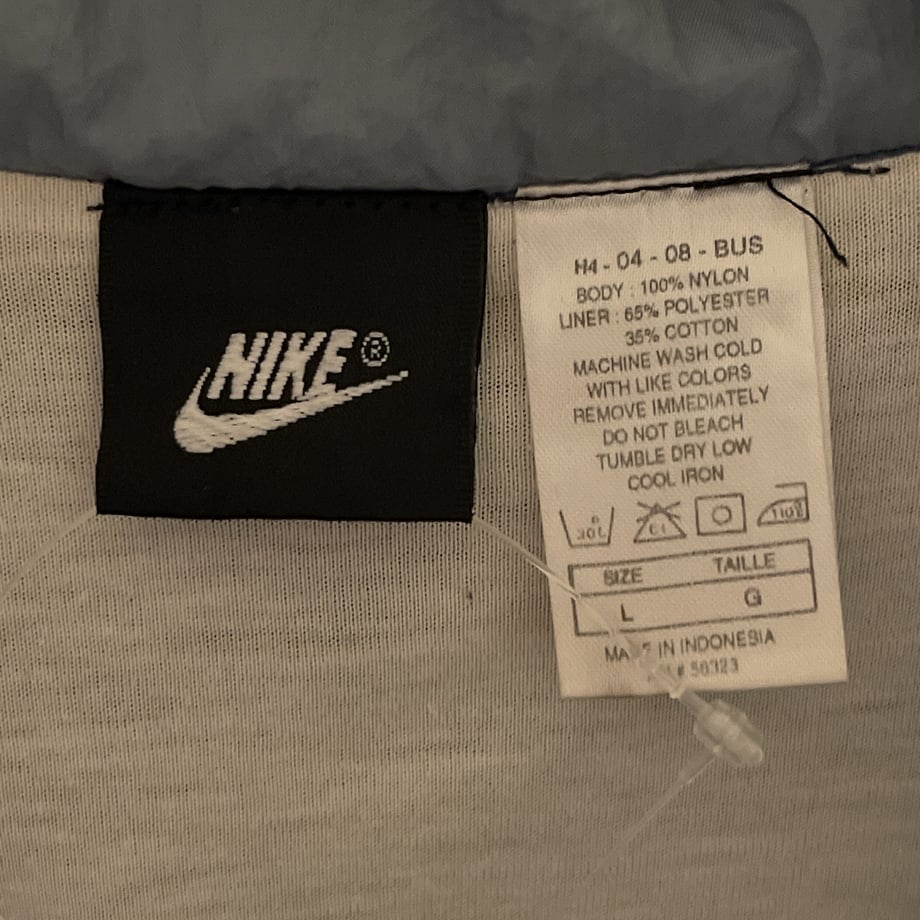 NIKE®
H4 - 04 - 08 - BUS
BODY : 100% NYLON
LINER : 65% POLYESTER
35% COTTON
MACHINE WASH COLD
WITH LIKE COLORS
REMOVE IMMEDIATELY
DO NOT BLEACH
TUMBLE DRY LOW
COOL IRON
SIZE TAILLE
L G
IN INDONESIA